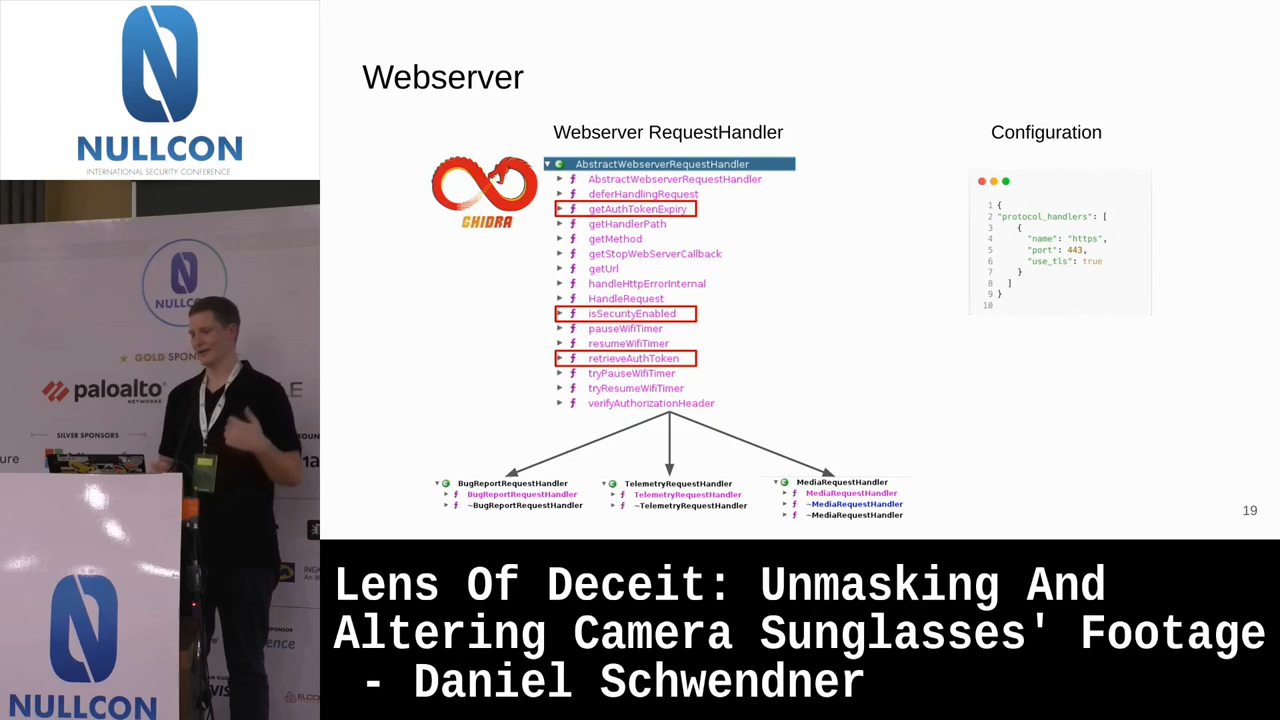 NULLCON
INTERNATIONAL SECURITY CONFERENCE
NULLCON
GOLD SPON
paloalto
NETWORKS
LE
SILVER SPONSORS
ure
NULLCON
Webserver
Webserver RequestHandler
Configuration
GHIDRA
AbstractWebserverRequestHandler
AbstractWebserverRequestHandler
deferHandlingRequest
getAuthTokenExpiry
getHandlerPath
getMethod
getStopWebServerCallback
getUrl
handleHttpErrorInternal
HandleRequest
isSecurityEnabled
pauseWifiTimer
resumeWifiTimer
retrieveAuthToken
tryPauseWifiTimer
tryResumeWifiTimer
verifyAuthorizationHeader
1 {
2 "protocol_handlers": [
3 {
4 "name": "https",
5 "port": 443,
6 "use_tls": true
7 }
8 ]
9 }
10
BugReportRequestHandler
BugReportRequestHandler
~BugReportRequestHandler
TelemetryRequestHandler
TelemetryRequestHandler
~TelemetryRequestHandler
MediaRequestHandler
MediaRequestHandler
~MediaRequestHandler
~MediaRequestHandler
19
Lens Of Deceit: Unmasking And
Altering Camera Sunglasses' Footage
- Daniel Schwendner